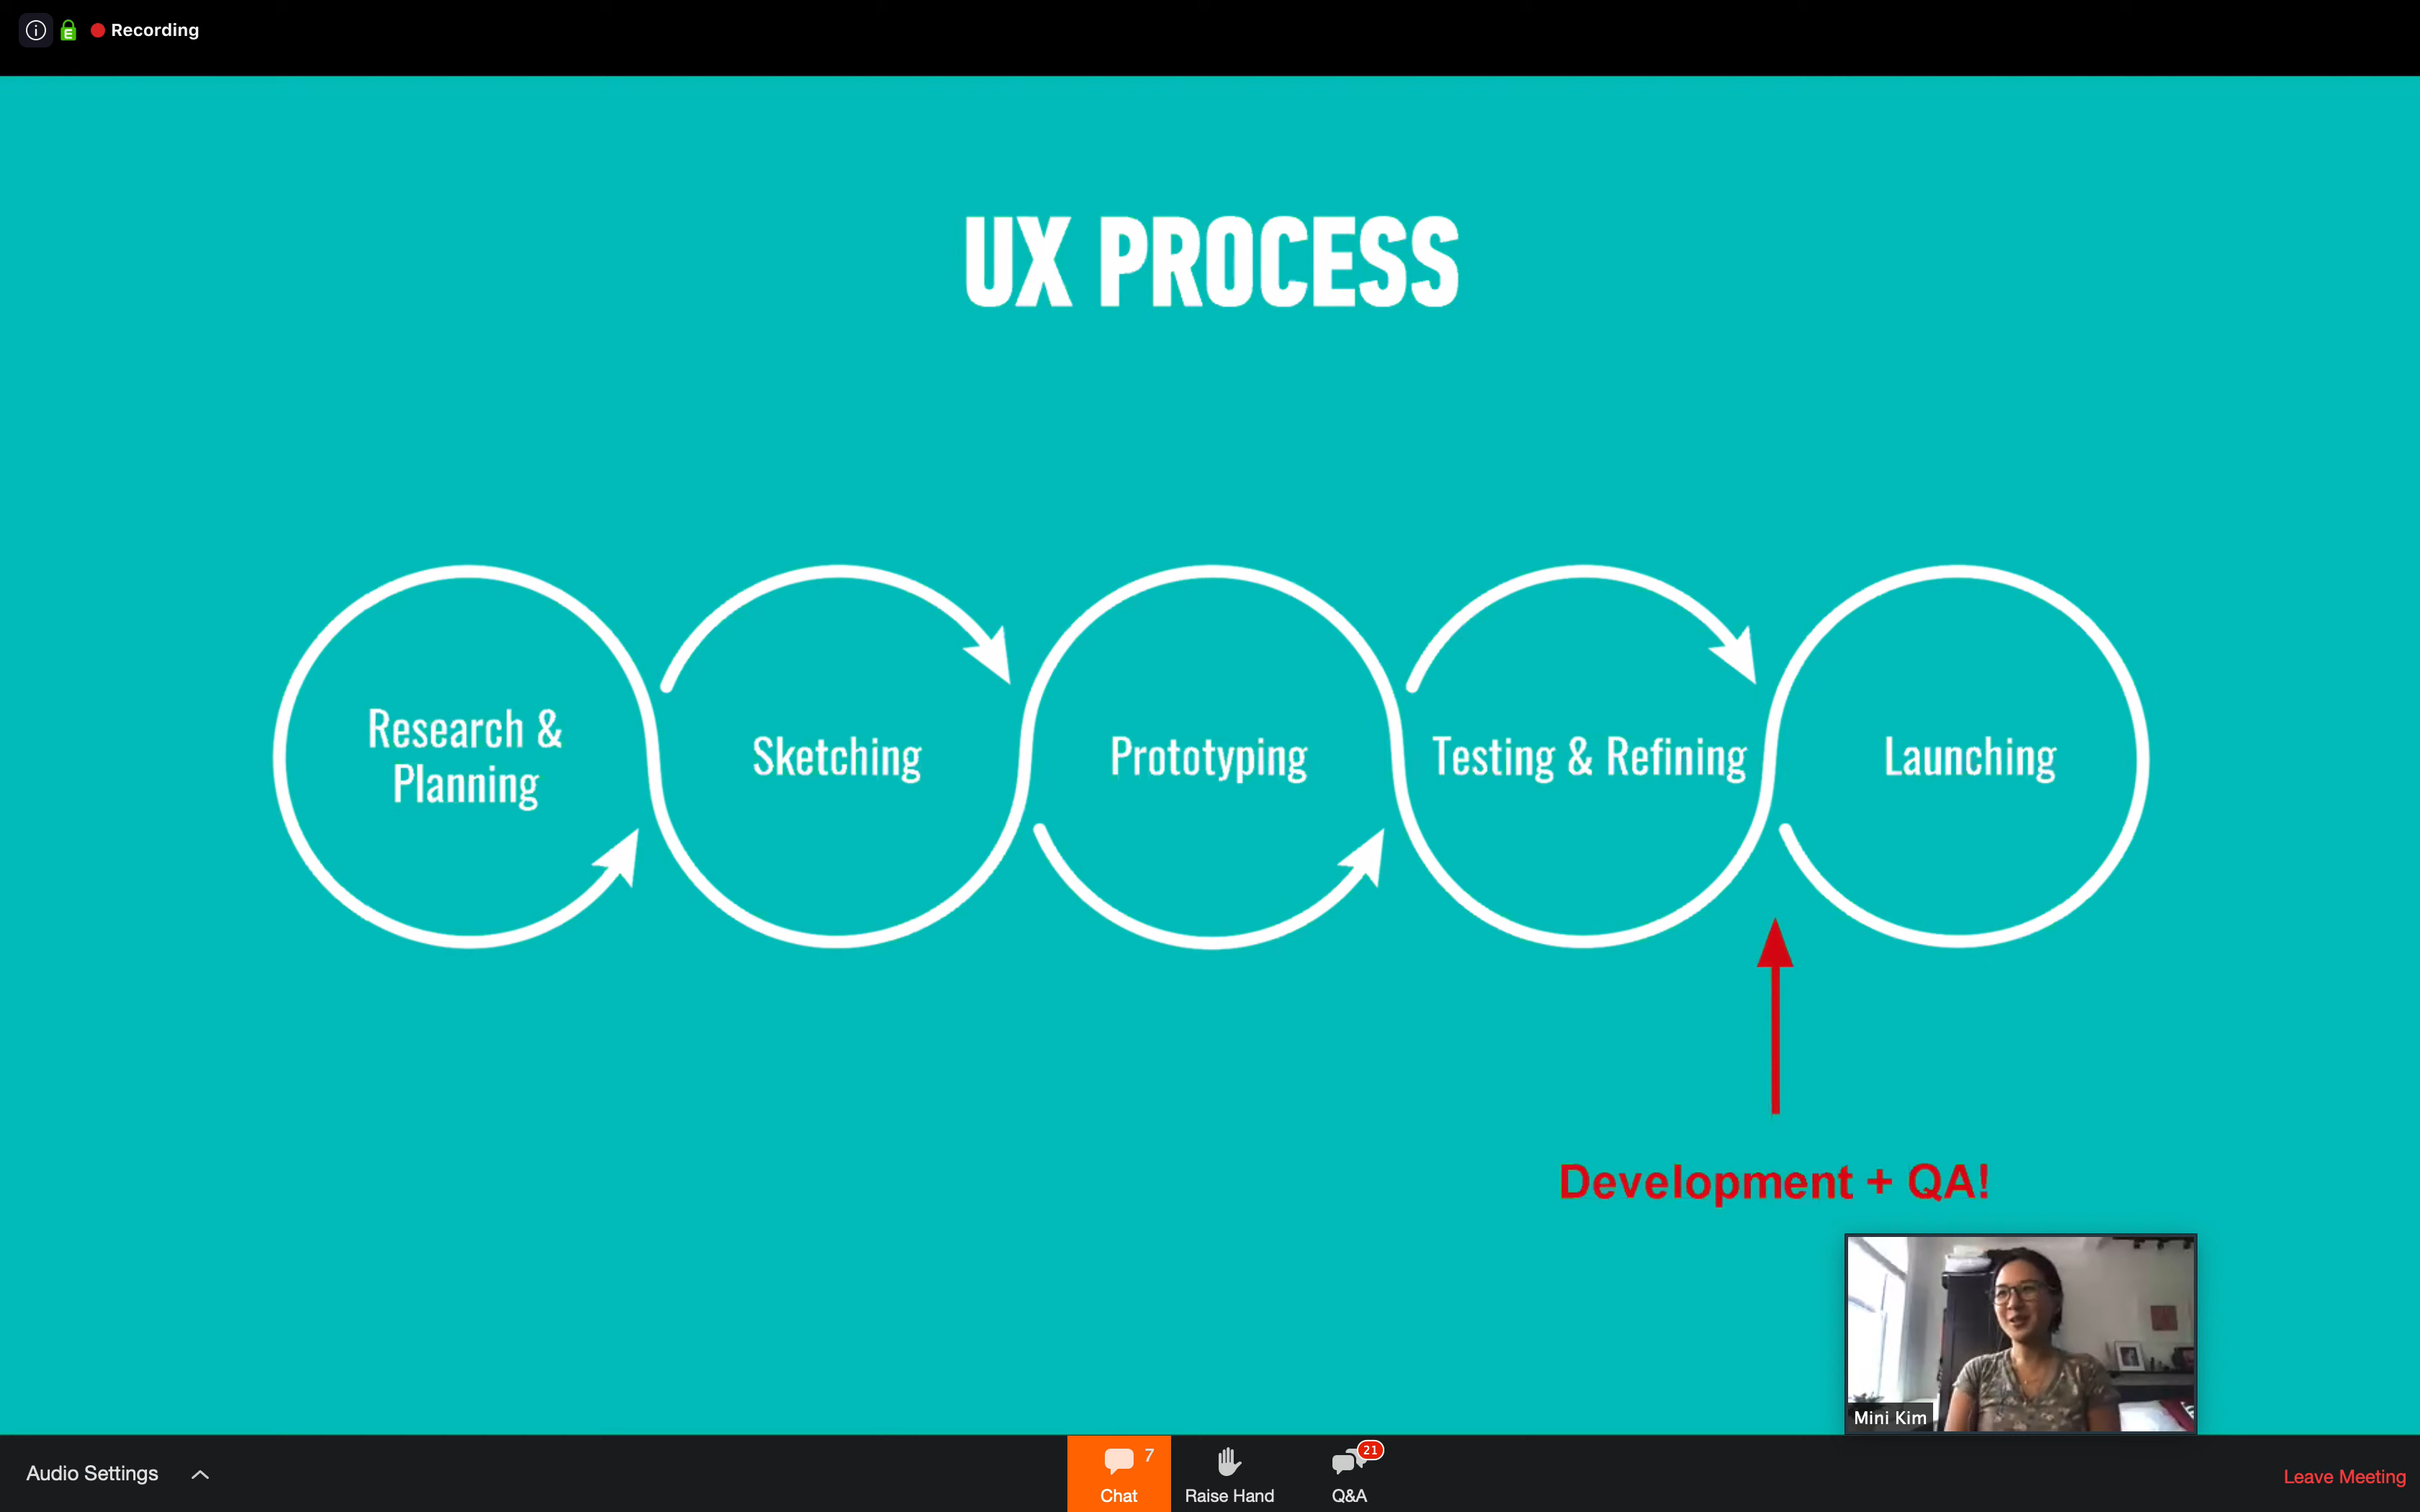 Recording
UX PROCESS
Research &
Planning
Sketching
Prototyping
Testing & Refining
Launching
Development + QA!
Mini Kim
Audio Settings
7
Chat
Raise Hand
21
Q&A
Leave Meeting